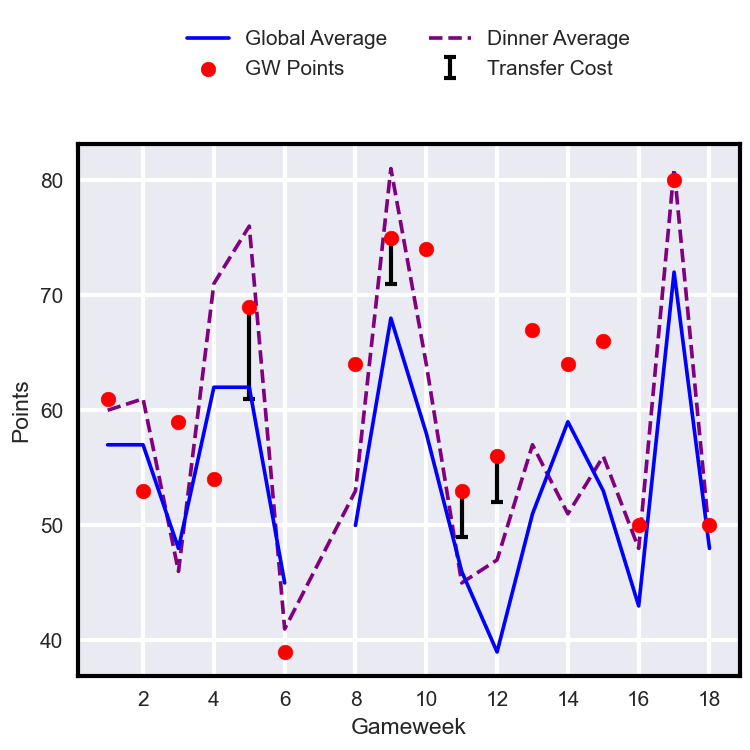 Global Average Dinner Average
GW Points Transfer Cost
80
70
60
50
40
Points
2 4 6 8 10 12 14 16 18
Gameweek